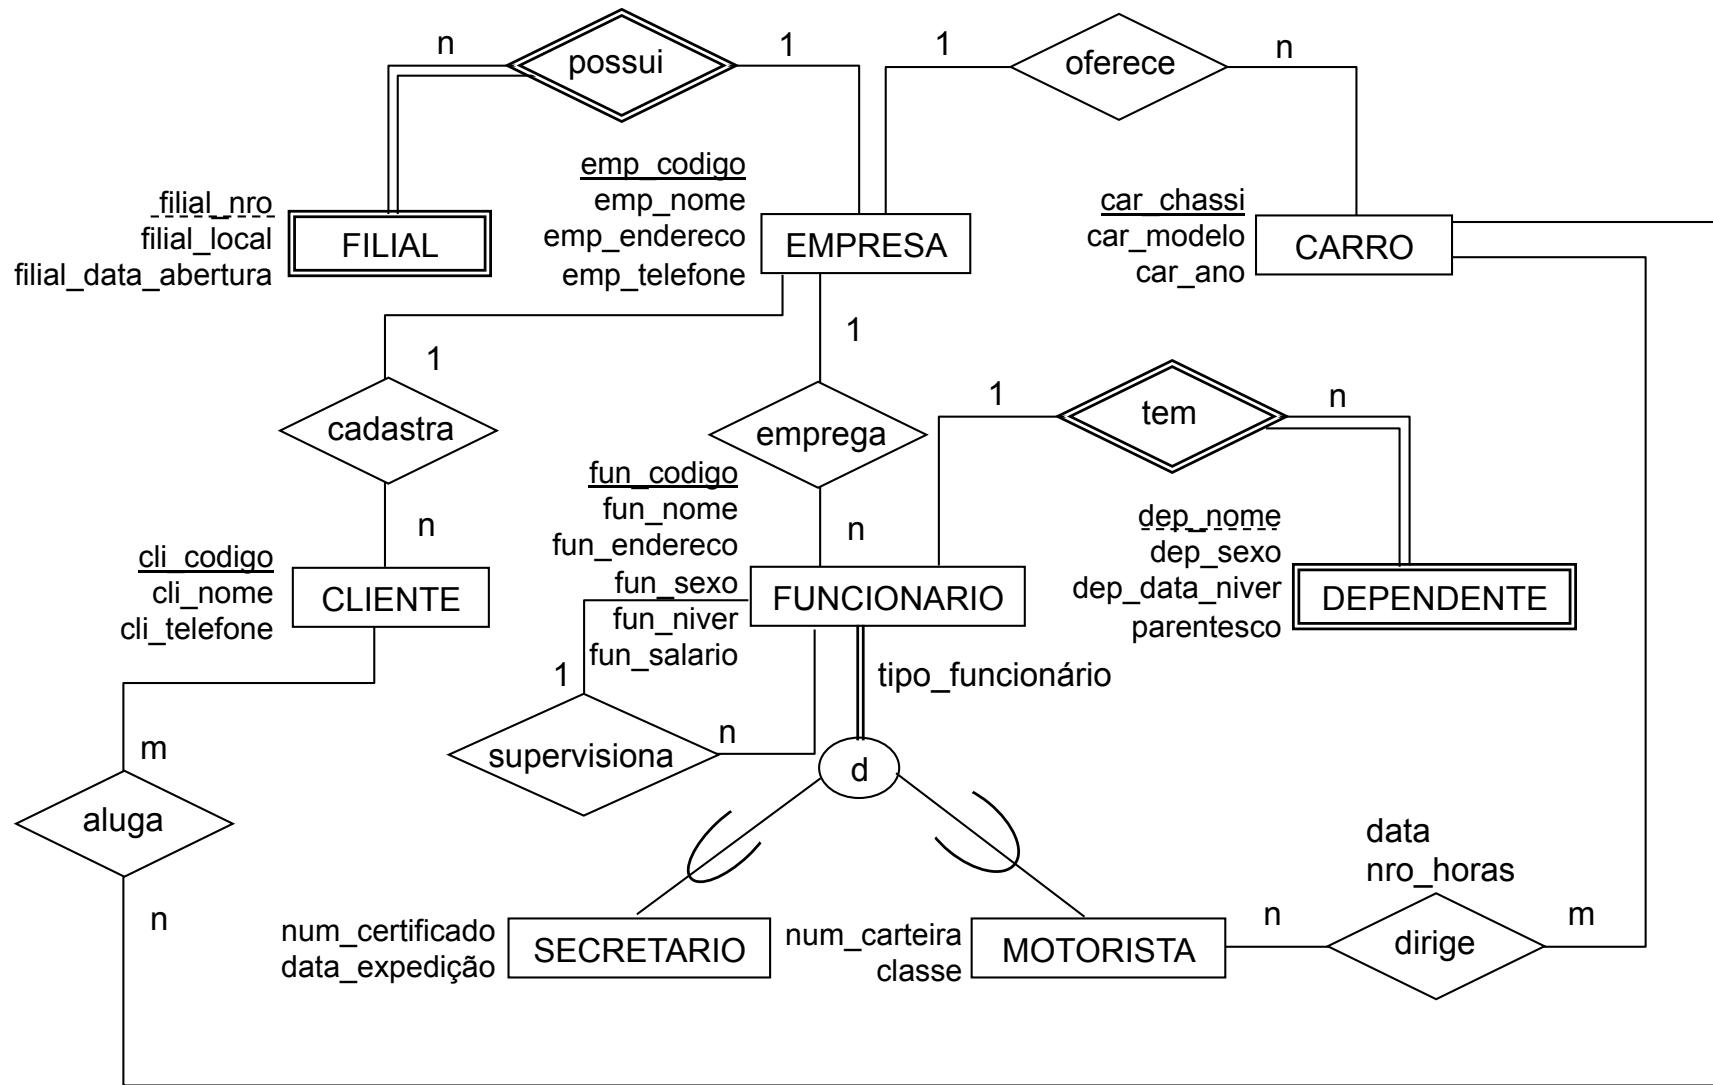 n
possui
1
1
oferece
n
filial_nro
filial_local
filial_data_abertura
FILIAL
emp_codigo
emp_nome
emp_endereco
emp_telefone
EMPRESA
car_chassi
car_modelo
car_ano
CARRO
1
cadastra
n
1
emprega
n
1
tem
n
cli_codigo
cli_nome
cli_telefone
CLIENTE
fun_codigo
fun_nome
fun_endereco
fun_sexo
fun_niver
fun_salario
FUNCIONARIO
dep_nome
dep_sexo
dep_data_niver
parentesco
DEPENDENTE
1
supervisiona
n
tipo_funcionário
d
m
aluga
n
num_certificado
data_expedição
SECRETARIO
num_carteira
classe
MOTORISTA
data
nro_horas
n
dirige
m